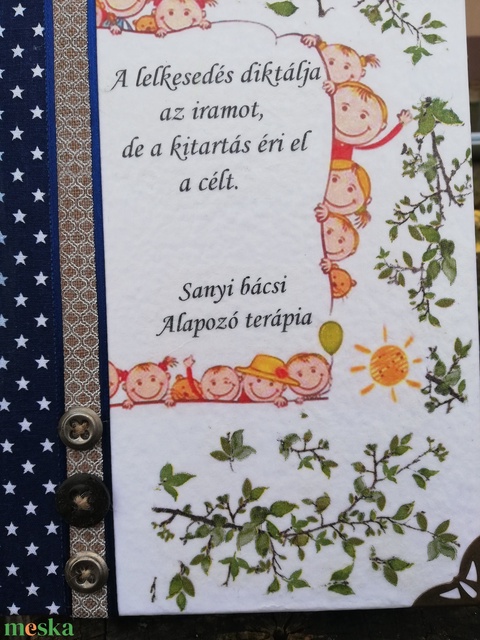 A lelkesedés diktálja
az iramot,
de a kitartás éri el
a célt.
Sanyi bácsi
Alapozó terápia
meska